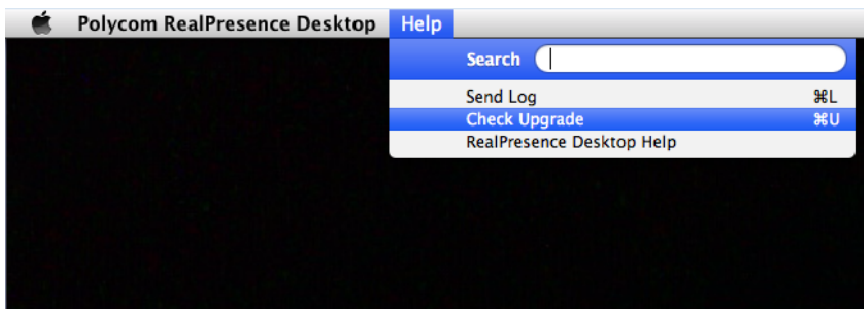 Polycom RealPresence Desktop Help
Search
Send Log ⌘L
Check Upgrade ⌘U
RealPresence Desktop Help